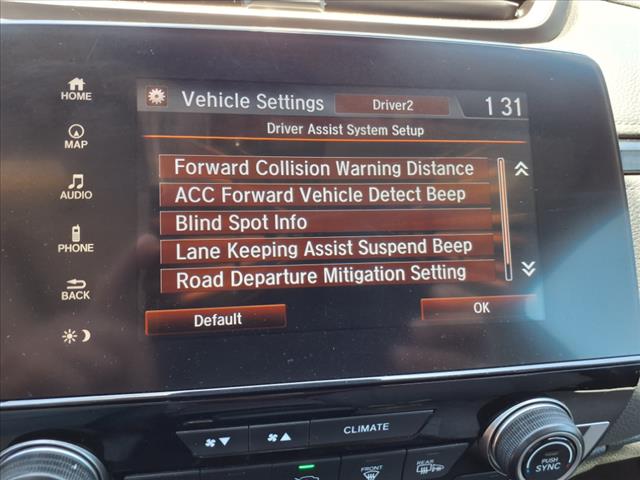 HOME
MAP
AUDIO
PHONE
BACK
Vehicle Settings
Driver2
1 31
Driver Assist System Setup
Forward Collision Warning Distance
ACC Forward Vehicle Detect Beep
Blind Spot Info
Lane Keeping Assist Suspend Beep
Road Departure Mitigation Setting
Default
OK
CLIMATE
FRONT
REAR
PUSH
SYNC